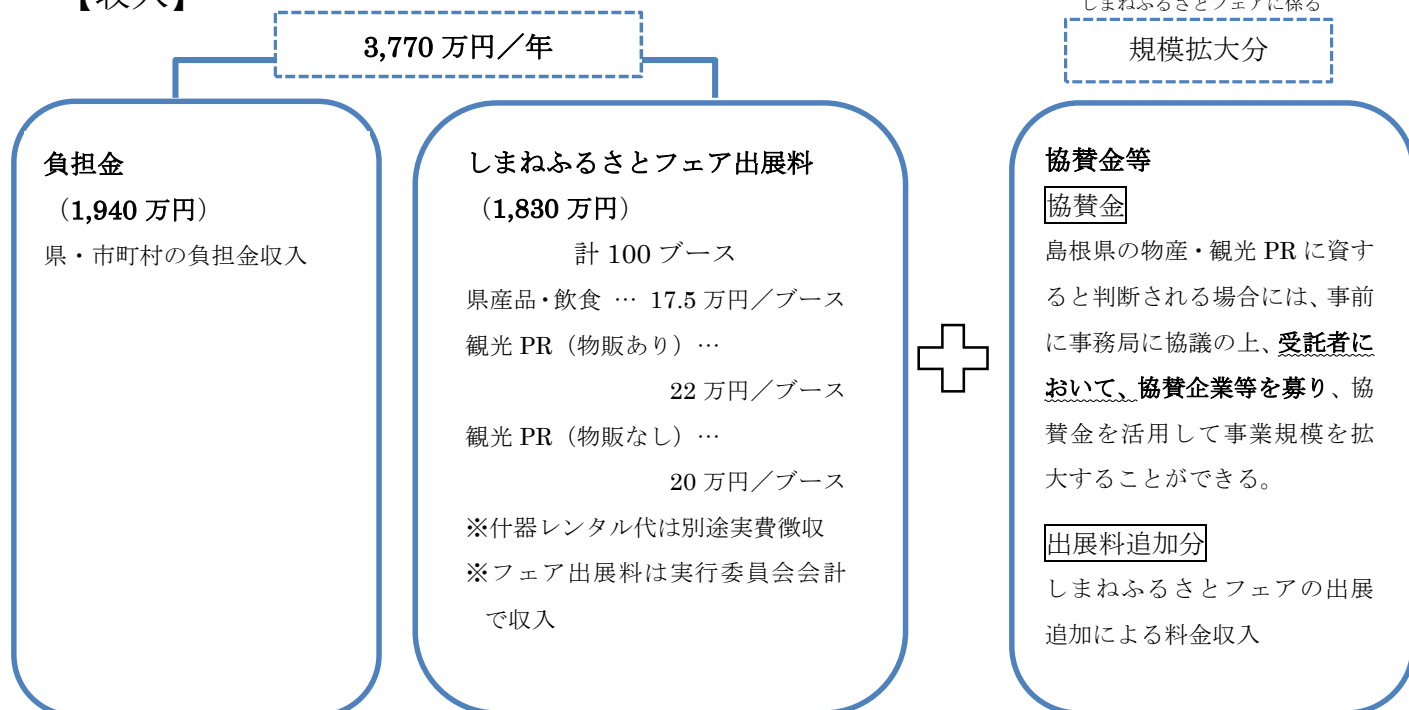 【収入】
しまねふるさとフェアに係る
3,770 万円／年
規模拡大分
負担金
（1,940 万円）
県・市町村の負担金収入
しまねふるさとフェア出展料
（1,830 万円）
計 100 ブース
県産品・飲食 … 17.5 万円／ブース
観光 PR（物販あり）…
22 万円／ブース
観光 PR（物販なし）…
20 万円／ブース
※什器レンタル代は別途実費徴収
※フェア出展料は実行委員会会計
で収入
協賛金等
協賛金
島根県の物産・観光 PR に資す
ると判断される場合には、事前
に事務局に協議の上、受託者に
おいて、協賛企業等を募り、協
賛金を活用して事業規模を拡
大することができる。
出展料追加分
しまねふるさとフェアの出展
追加による料金収入